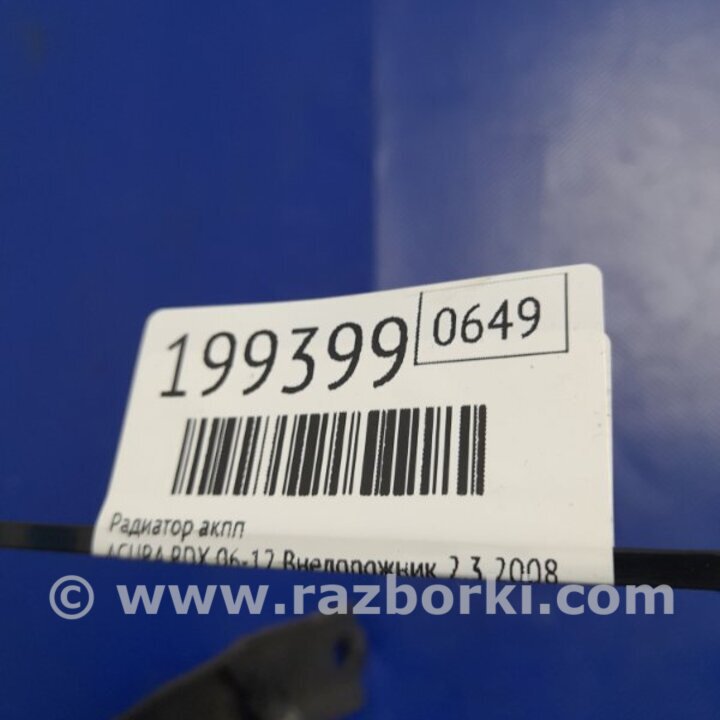 199399 0649
Радиатор акпп
ACURA RDX 06-12 Внедорожник 2.3 2008
© www.razborki.com